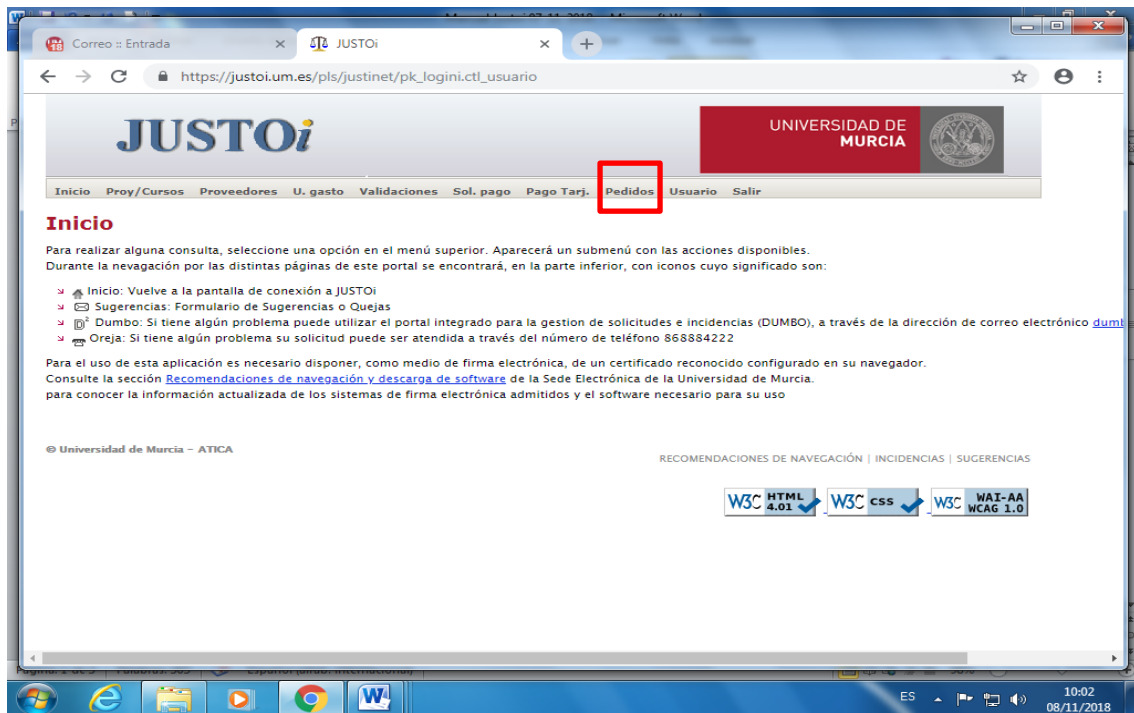 Correo :: Entrada
JUSTOi
https://justoi.um.es/pls/justinet/pk_logini.ctl_usuario
JUSTOi
UNIVERSIDAD DE
MURCIA
Inicio Proy/Cursos Proveedores U. gasto Validaciones Sol. pago Pago Tarj. Pedidos Usuario Salir
Inicio
Para realizar alguna consulta, seleccione una opción en el menú superior. Aparecerá un submenú con las acciones disponibles.
Durante la nevagación por las distintas páginas de este portal se encontrará, en la parte inferior, con iconos cuyo significado son:
Inicio: Vuelve a la pantalla de conexión a JUSTOi
Sugerencias: Formulario de Sugerencias o Quejas
D² Dumbo: Si tiene algún problema puede utilizar el portal integrado para la gestion de solicitudes e incidencias (DUMBO), a través de la dirección de correo electrónico dumb
Oreja: Si tiene algún problema su solicitud puede ser atendida a través del número de teléfono 868884222
Para el uso de esta aplicación es necesario disponer, como medio de firma electrónica, de un certificado reconocido configurado en su navegador.
Consulte la sección Recomendaciones de navegación y descarga de software de la Sede Electrónica de la Universidad de Murcia.
para conocer la información actualizada de los sistemas de firma electrónica admitidos y el software necesario para su uso
© Universidad de Murcia - ATICA
RECOMENDACIONES DE NAVEGACIÓN | INCIDENCIAS | SUGERENCIAS
W3C HTML 4.01 W3C css W3C WAI-AA WCAG 1.0
ES
10:02
08/11/2018